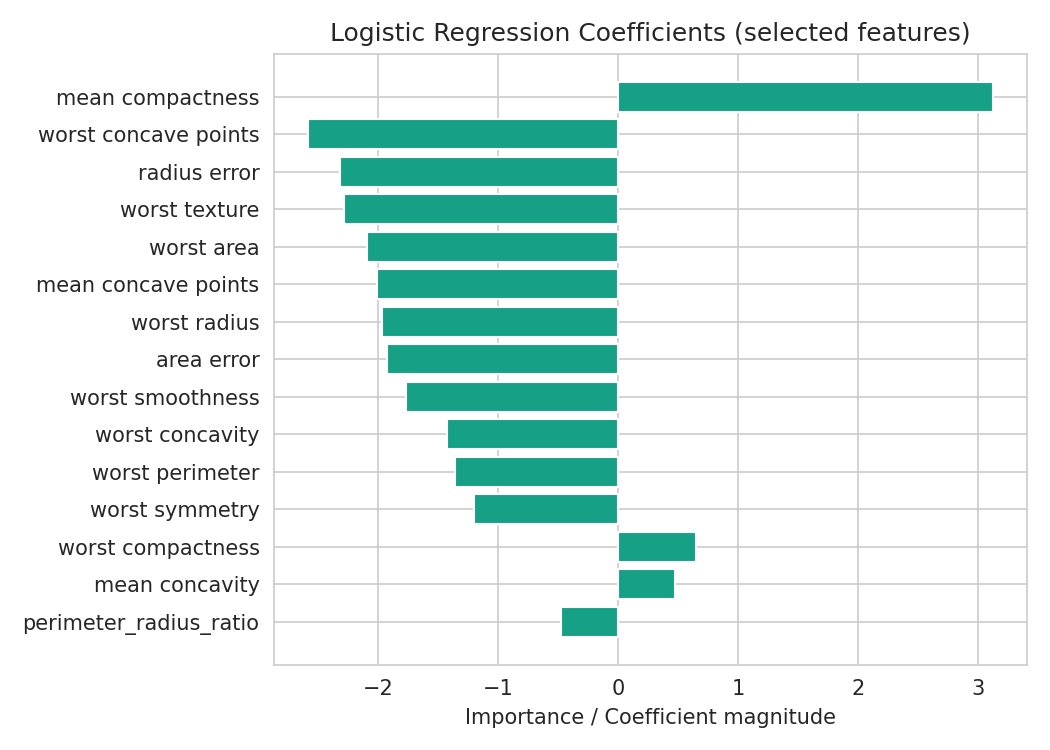 Logistic Regression Coefficients (selected features)
mean compactness
worst concave points
radius error
worst texture
worst area
mean concave points
worst radius
area error
worst smoothness
worst concavity
worst perimeter
worst symmetry
worst compactness
mean concavity
perimeter_radius_ratio
−2 −1 0 1 2 3
Importance / Coefficient magnitude